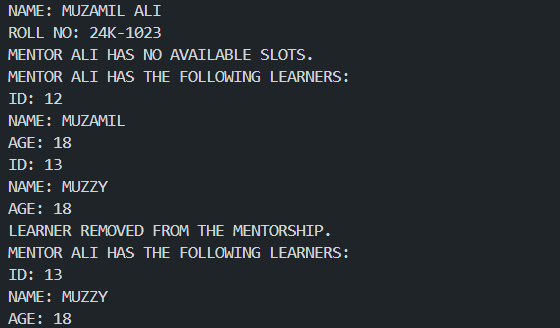 NAME: MUZAMIL ALI
ROLL NO: 24K-1023
MENTOR ALI HAS NO AVAILABLE SLOTS.
MENTOR ALI HAS THE FOLLOWING LEARNERS:
ID: 12
NAME: MUZAMIL
AGE: 18
ID: 13
NAME: MUZZY
AGE: 18
LEARNER REMOVED FROM THE MENTORSHIP.
MENTOR ALI HAS THE FOLLOWING LEARNERS:
ID: 13
NAME: MUZZY
AGE: 18